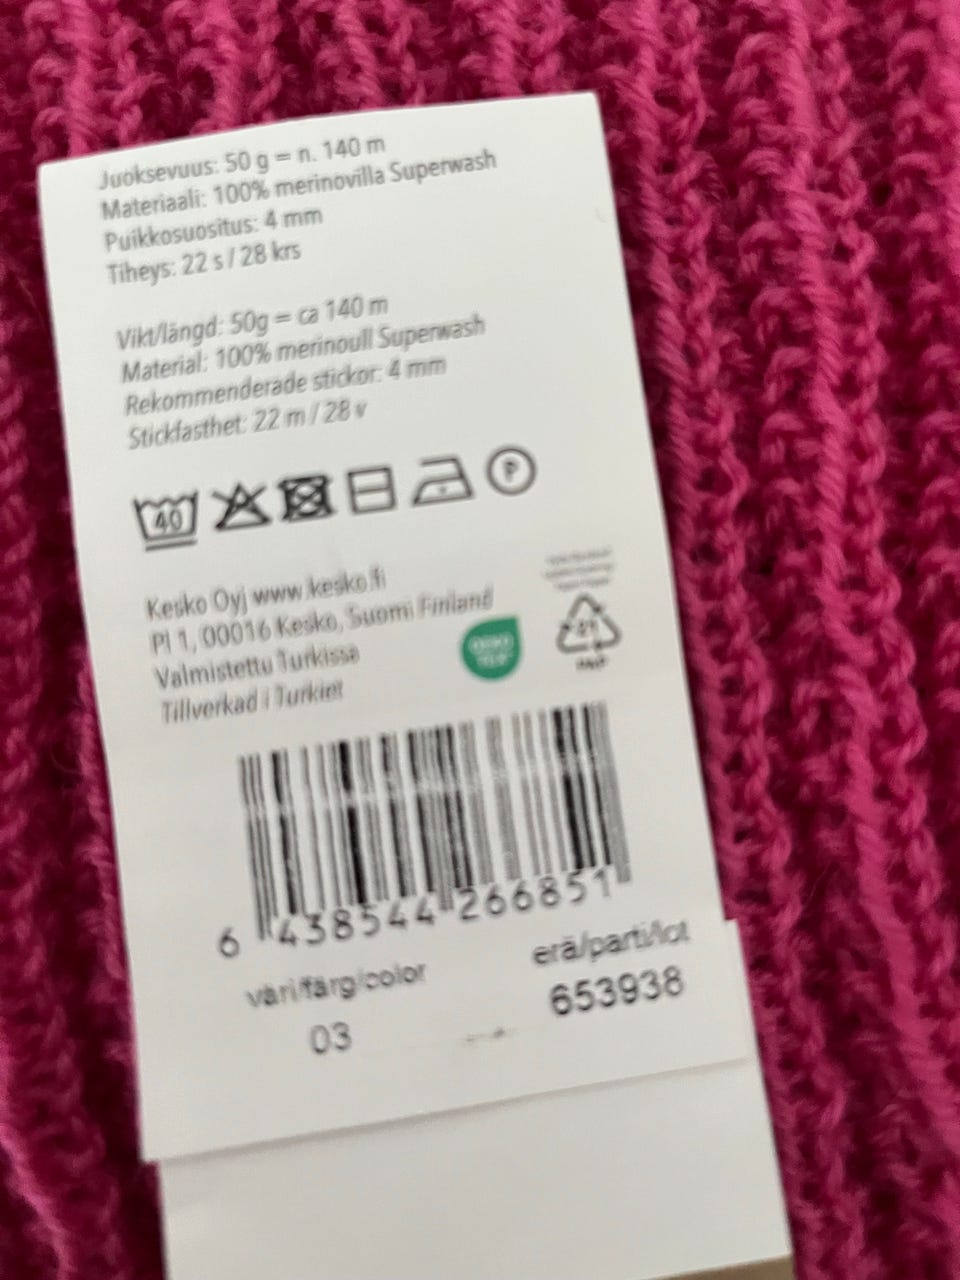 Juoksevuus: 50 g = n. 140 m
Materiaali: 100% merinovilla Superwash
Puikkosuositus: 4 mm
Tiheys: 22 s / 28 krs
Vikt/längd: 50g = ca 140 m
Material: 100% merinoull Superwash
Rekommenderade stickor: 4 mm
Stickfasthet: 22 m / 28 v
40
P
Kesko Oyj www.kesko.fi
Pl 1, 00016 Kesko, Suomi Finland
Valmistettu Turkissa
Tillverkad i Turkiet
PAP
6 438544 266851
väri/färg/color
erä/parti/lot
03
653938